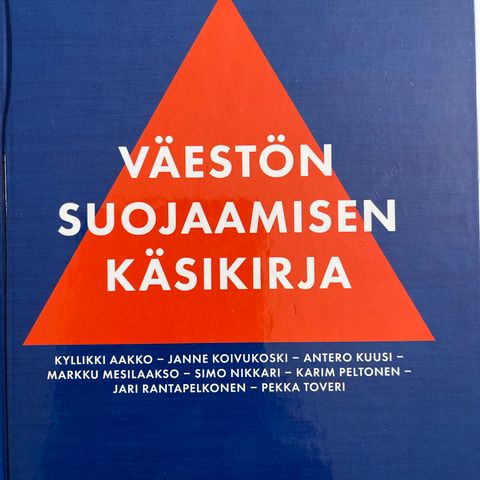 VÄESTÖN
SUOJAAMISEN
KÄSIKIRJA
KYLLIKKI AAKKO – JANNE KOIVUKOSKI – ANTERO KUUSI –
MARKKU MESILAAKSO – SIMO NIKKARI – KARIM PELTONEN –
JARI RANTAPELKONEN – PEKKA TOVERI